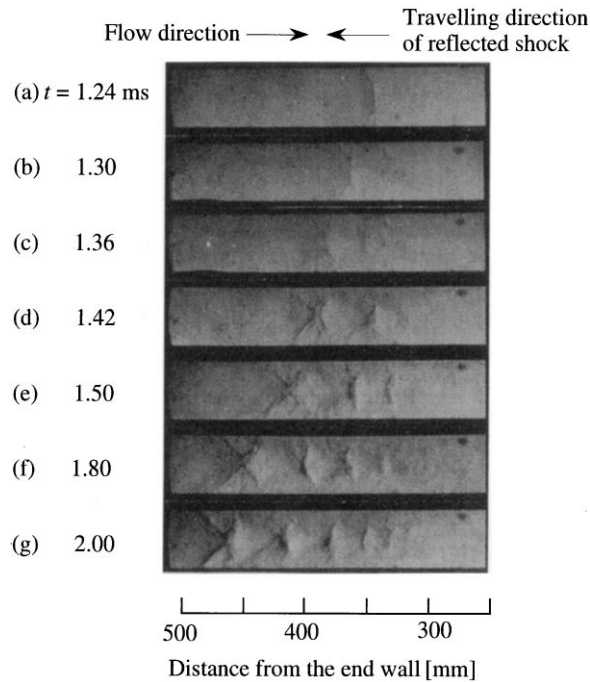 Flow direction
Travelling direction
of reflected shock
(a) t = 1.24 ms
(b) 1.30
(c) 1.36
(d) 1.42
(e) 1.50
(f) 1.80
(g) 2.00
500 400 300
Distance from the end wall [mm]